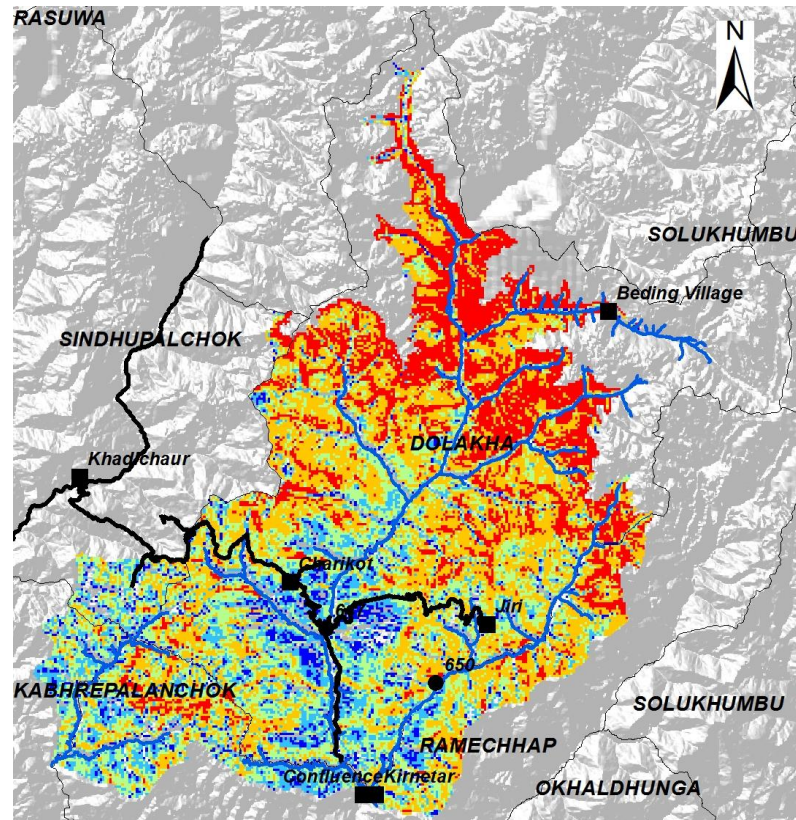 RASUWA
N
SOLUKHUMBU
Beding Village
SINDHUPALCHOK
DOLAKHA
Khadichaur
Charikot
Jiri
650
KABHREPALANCHOK
SOLUKHUMBU
RAMECHHAP
ConfluenceKirnetar
OKHALDHUNGA